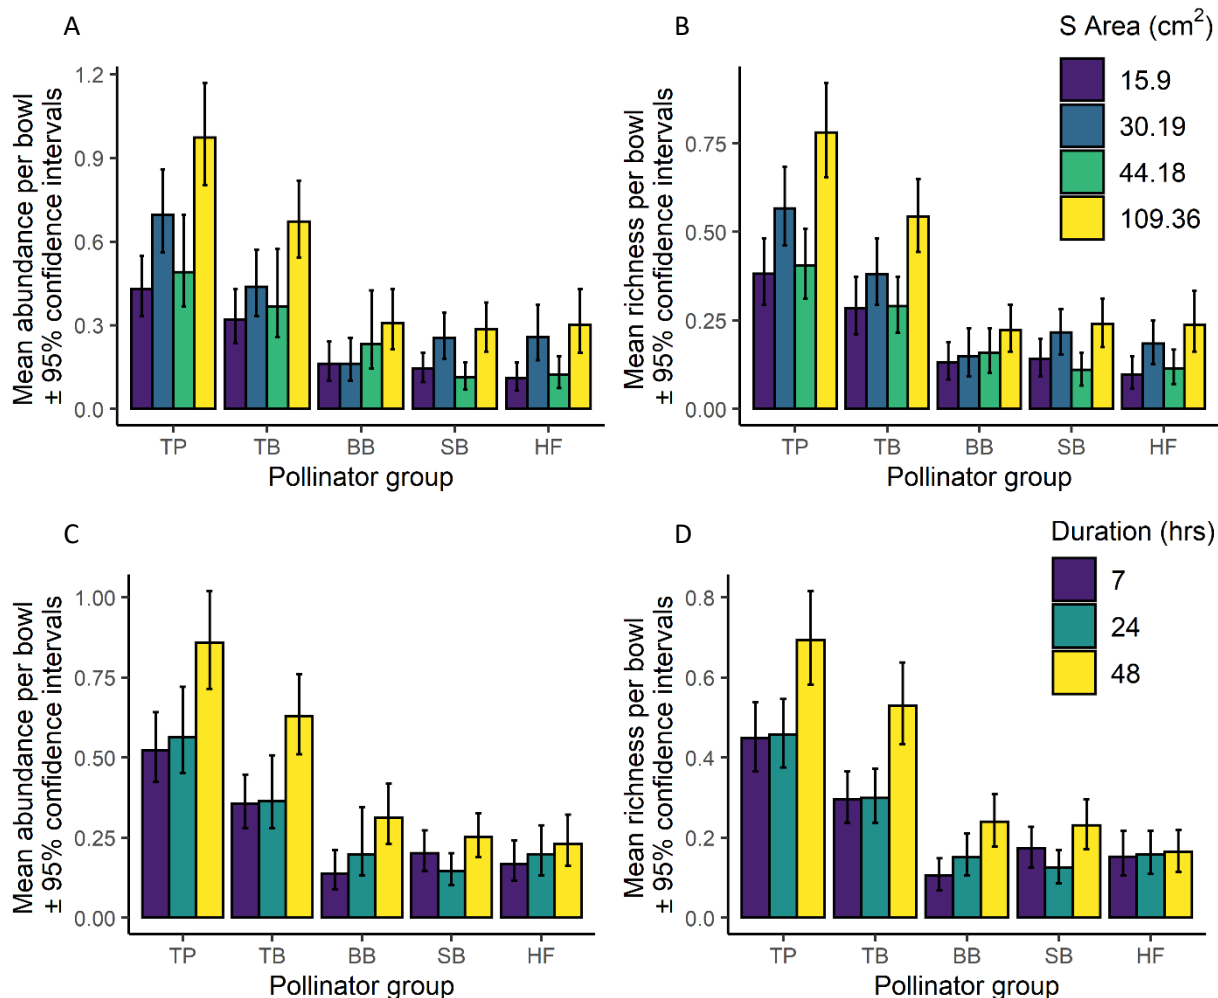 A
Mean abundance per bowl
± 95% confidence intervals
1.2
0.9
0.6
0.3
0.0
TP TB BB SB HF
Pollinator group
B
Mean richness per bowl
± 95% confidence intervals
0.75
0.50
0.25
0.00
TP TB BB SB HF
Pollinator group
S Area (cm²)
15.9
30.19
44.18
109.36
C
Mean abundance per bowl
± 95% confidence intervals
1.00
0.75
0.50
0.25
0.00
TP TB BB SB HF
Pollinator group
D
Mean richness per bowl
± 95% confidence intervals
0.8
0.6
0.4
0.2
0.0
TP TB BB SB HF
Pollinator group
Duration (hrs)
7
24
48